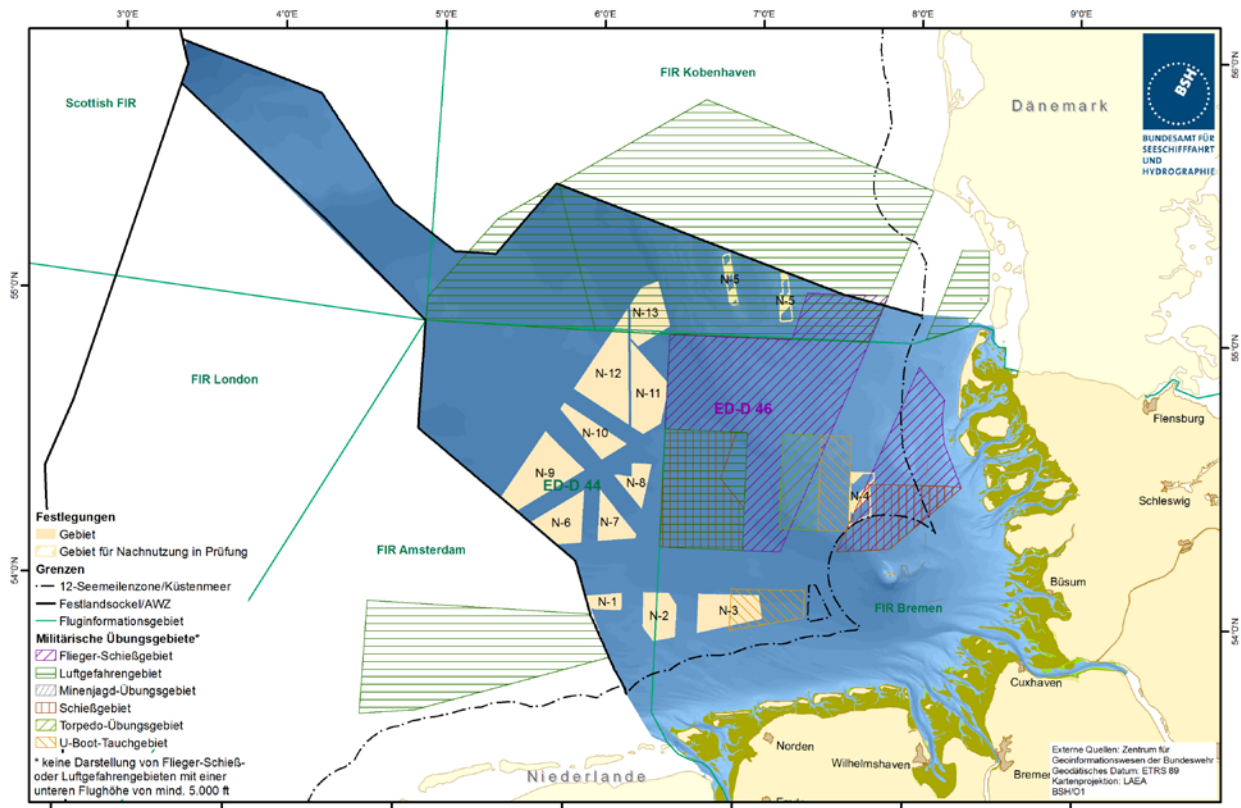 3°0'E 4°0'E 5°0'E 6°0'E 7°0'E 8°0'E 9°0'E
56°0'N
FIR Kobenhaven
Scottish FIR
Dänemark
BSH
BUNDESAMT FÜR
SEESCHIFFFAHRT
UND
HYDROGRAPHIE
55°0'N
N-5
N-5
N-13
55°0'N
FIR London
N-12
N-11
ED-D 46
Flensburg
N-10
N-9
N-8
ED-D 44
N-4
Schleswig
N-6
N-7
FIR Amsterdam
54°0'N
Büsum
N-1
N-2
N-3
FIR Bremen
54°0'N
Cuxhaven
Norden
Wilhelmshaven
Niederlande
Festlegungen
Gebiet
Gebiet für Nachnutzung in Prüfung
Grenzen
12-Seemeilenzone/Küstenmeer
Festlandsockel/AWZ
Fluginformationsgebiet
Militärische Übungsgebiete*
Flieger-Schießgebiet
Luftgefahrengebiet
Minenjagd-Übungsgebiet
Schießgebiet
Torpedo-Übungsgebiet
U-Boot-Tauchgebiet
* keine Darstellung von Flieger-Schieß-
oder Luftgefahrengebieten mit einer
unteren Flughöhe von mind. 5.000 ft
Externe Quellen: Zentrum für
Geoinformationswesen der Bundeswehr
Geodätisches Datum: ETRS 89
Kartenprojektion: LAEA
BSH/O1